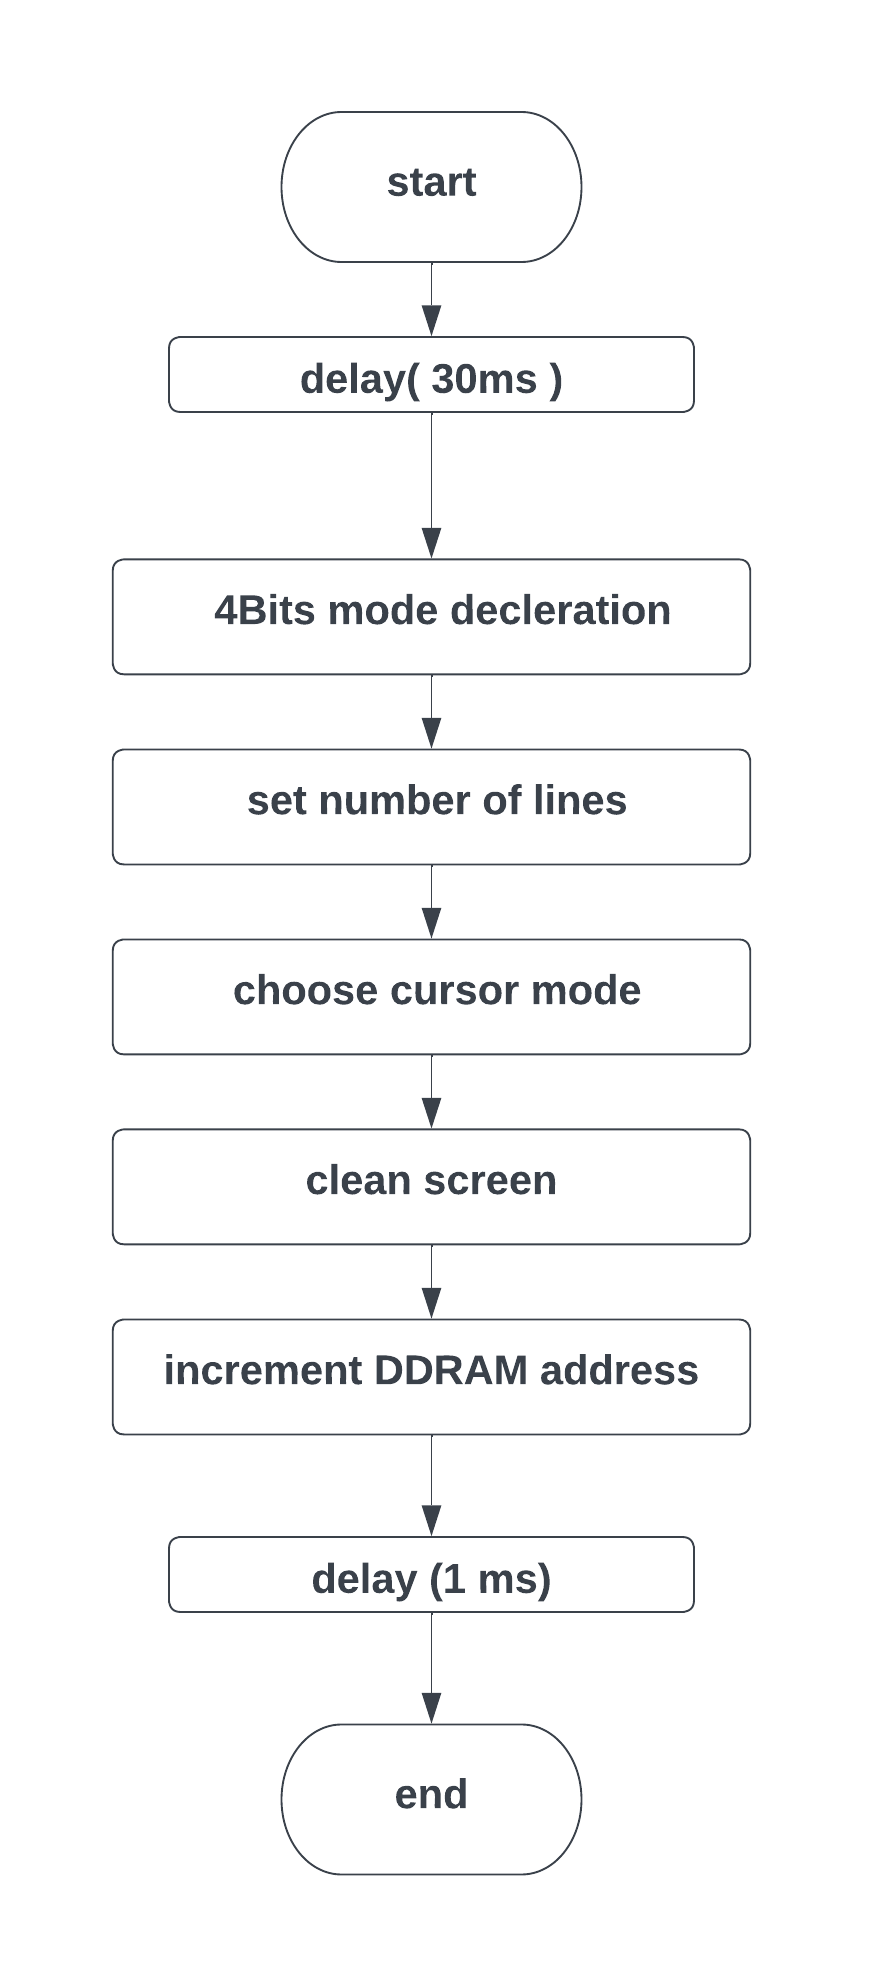 start
delay( 30ms )
4Bits mode decleration
set number of lines
choose cursor mode
clean screen
increment DDRAM address
delay (1 ms)
end